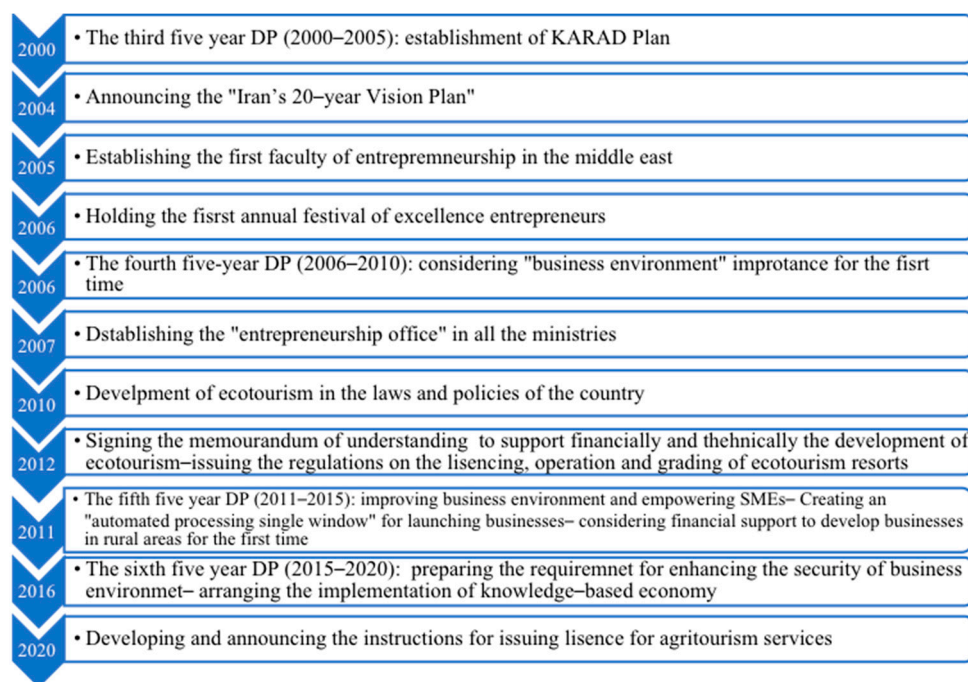 2000
• The third five year DP (2000–2005): establishment of KARAD Plan
2004
• Announcing the "Iran's 20–year Vision Plan"
2005
• Establishing the first faculty of entrepremneurship in the middle east
2006
• Holding the fisrst annual festival of excellence entrepreneurs
2006
• The fourth five-year DP (2006–2010): considering "business environment" improtance for the fisrt
time
2007
• Dstablishing the "entrepreneurship office" in all the ministries
2010
• Develpment of ecotourism in the laws and policies of the country
2012
• Signing the memourandum of understanding  to support financially and thehnically the development of
ecotourism–issuing the regulations on the lisencing, operation and grading of ecotourism resorts
2011
• The fifth five year DP (2011–2015): improving business environment and empowering SMEs– Creating an
"automated processing single window" for launching businesses– considering financial support to develop businesses
in rural areas for the first time
2016
• The sixth five year DP (2015–2020):  preparing the requiremnet for enhancing the security of business
environmet– arranging the implementation of knowledge–based economy
2020
• Developing and announcing the instructions for issuing lisence for agritourism services